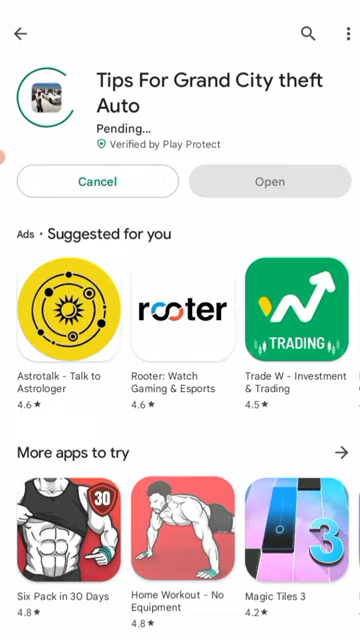 Tips For Grand City theft
Auto
Pending...
Verified by Play Protect
Cancel
Open
Ads • Suggested for you
rooter
TRADING
Astrotalk - Talk to
Astrologer
4.6★
Rooter: Watch
Gaming & Esports
4.6★
Trade W - Investment
& Trading
4.5★
More apps to try
30
3
Six Pack in 30 Days
4.8★
Home Workout - No
Equipment
4.8★
Magic Tiles 3
4.2★